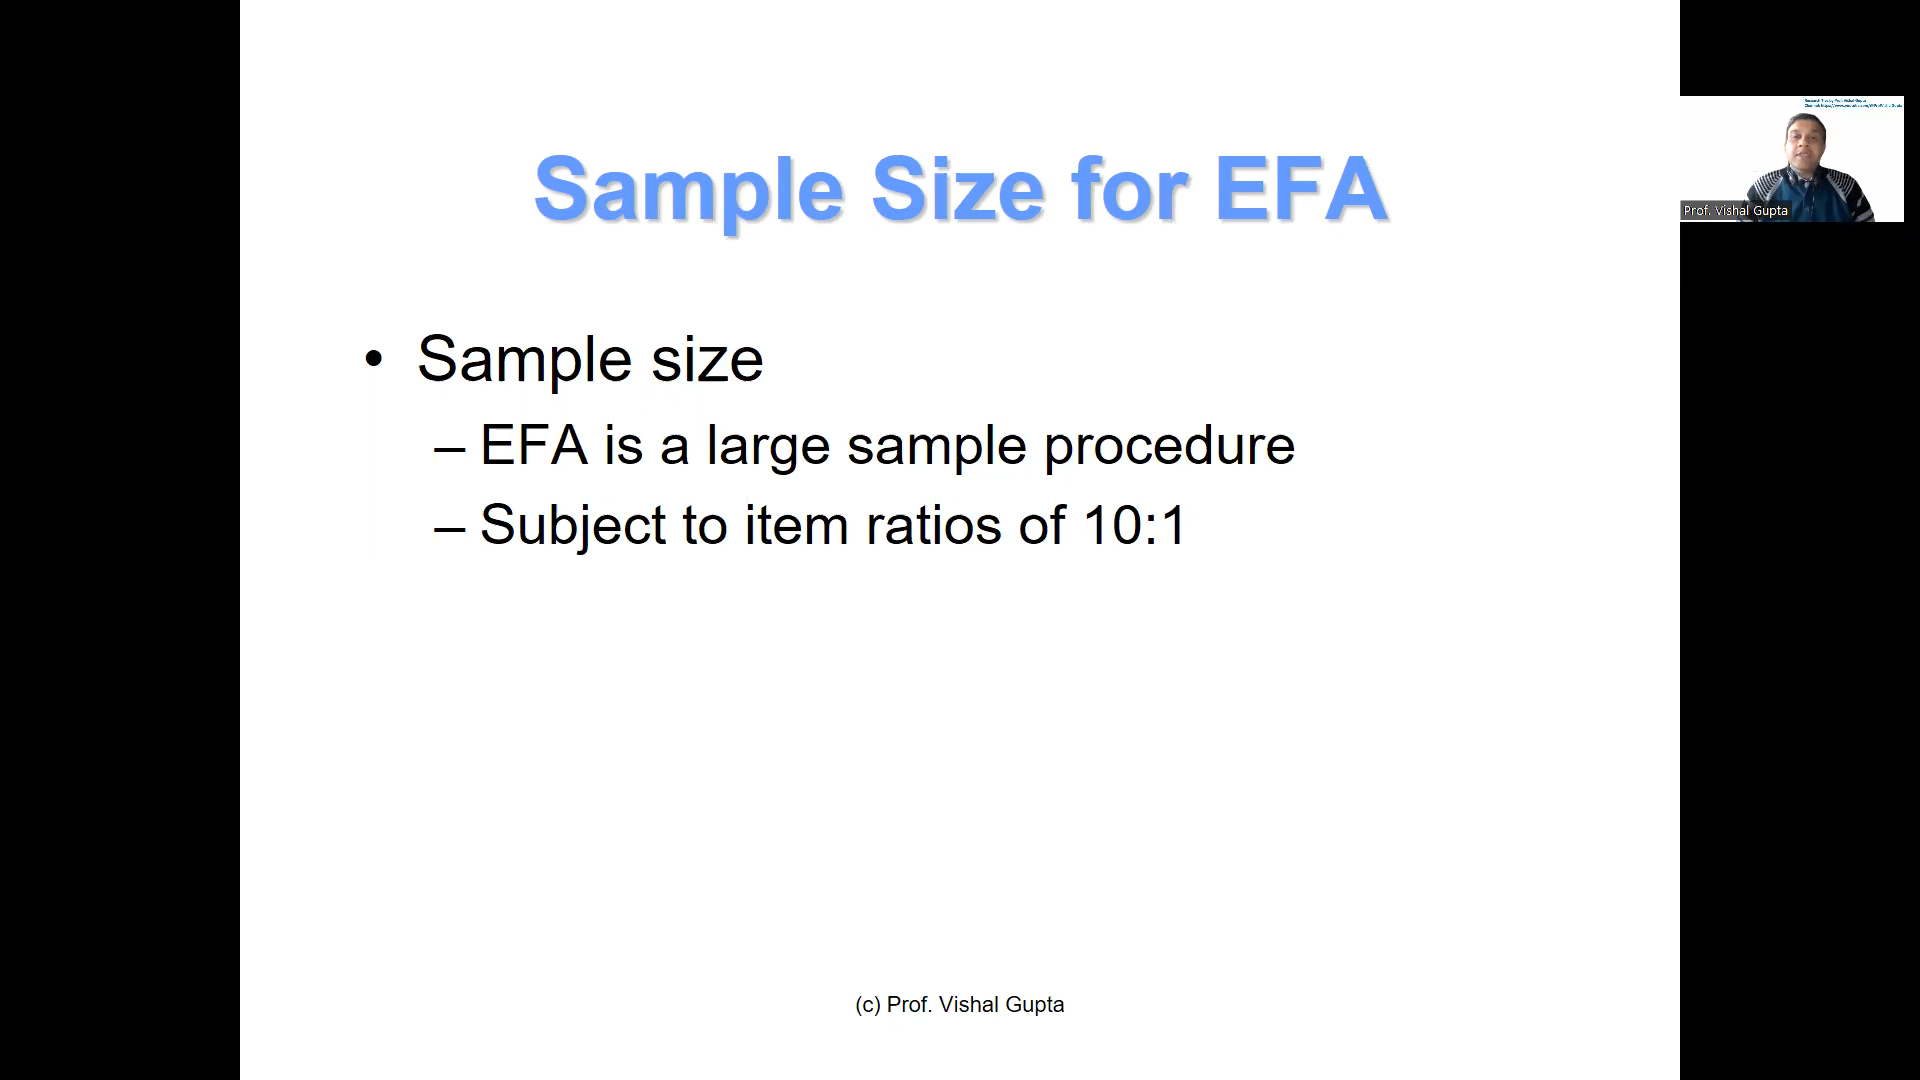 Sample Size for EFA
• Sample size
– EFA is a large sample procedure
– Subject to item ratios of 10:1
(c) Prof. Vishal Gupta
Prof. Vishal Gupta